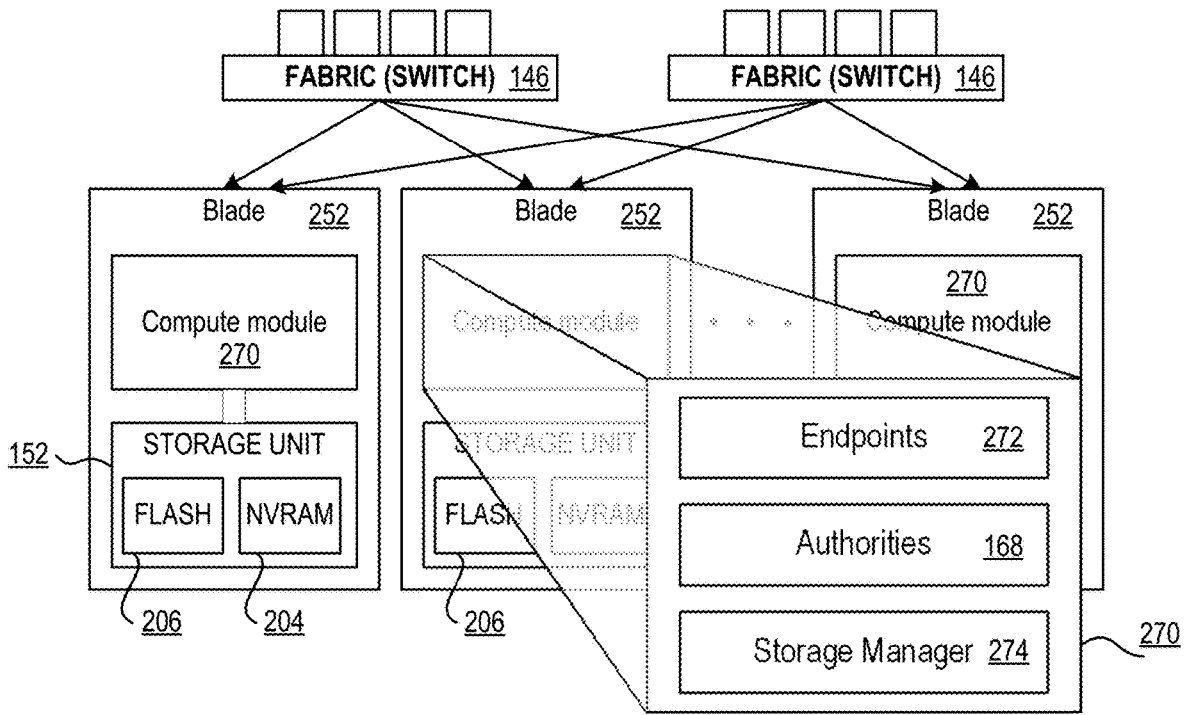 FABRIC (SWITCH) 146
FABRIC (SWITCH) 146
Blade 252
Blade 252
Blade 252
Compute module
270
Compute module
270
Compute module
152
STORAGE UNIT
FLASH
NVRAM
206
204
STORAGE UNIT
FLASH
NVRAM
206
Endpoints 272
Authorities 168
Storage Manager 274
270